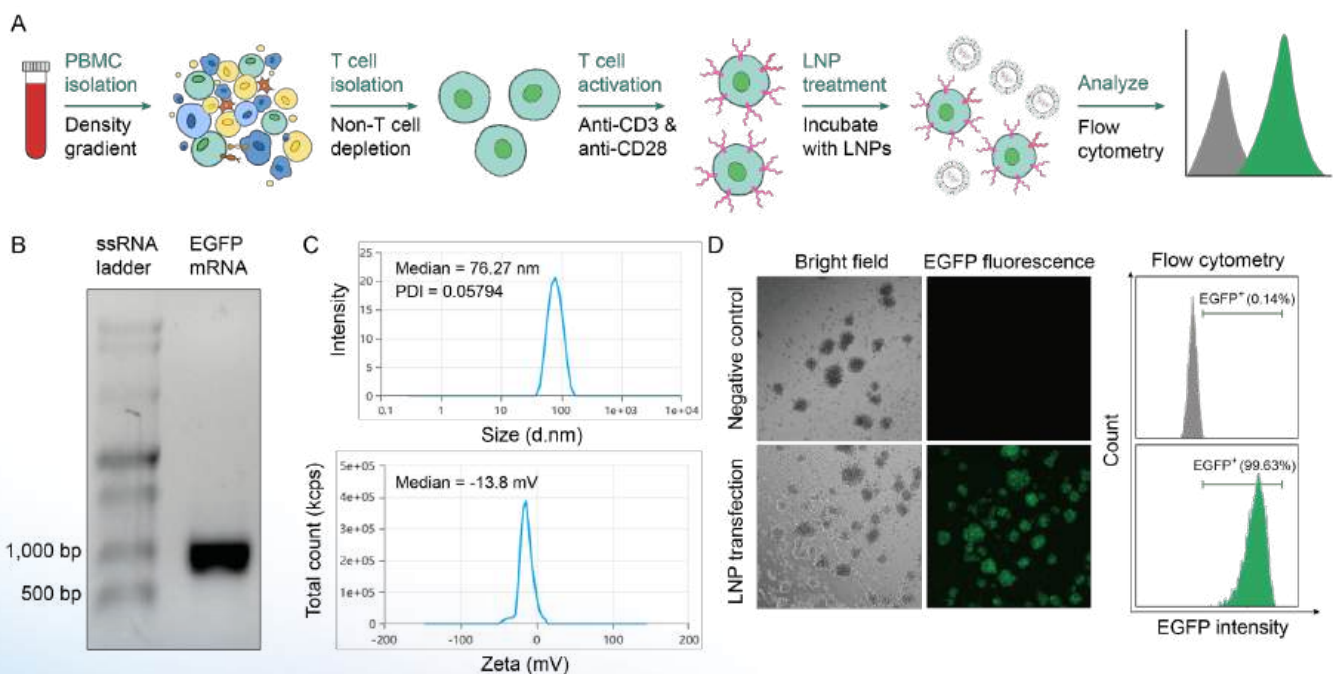 A
PBMC
isolation
Density
gradient
T cell
isolation
Non-T cell
depletion
T cell
activation
Anti-CD3 &
anti-CD28
LNP
treatment
Incubate
with LNPs
Analyze
Flow
cytometry
B
ssRNA
ladder
EGFP
mRNA
1,000 bp
500 bp
C
Median = 76.27 nm
PDI = 0.05794
Intensity
25
20
15
10
5
0
0.1
1
10
100
1e+03
1e+04
Size (d.nm)
Median = -13.8 mV
Total count (kcps)
5e+05
4e+05
3e+05
2e+05
1e+05
0
-200
-100
0
100
200
Zeta (mV)
D
Bright field
EGFP fluorescence
Flow cytometry
Negative control
LNP transfection
EGFP+ (0.14%)
EGFP+ (99.63%)
Count
EGFP intensity